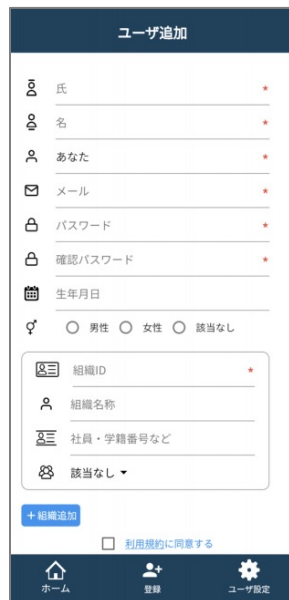 ユーザ追加
氏 *
名 *
あなた *
メール *
パスワード *
確認パスワード *
生年月日
男性 女性 該当なし
組織ID *
組織名称
社員・学籍番号など
該当なし
+組織追加
利用規約に同意する
ホーム 登録 ユーザ設定